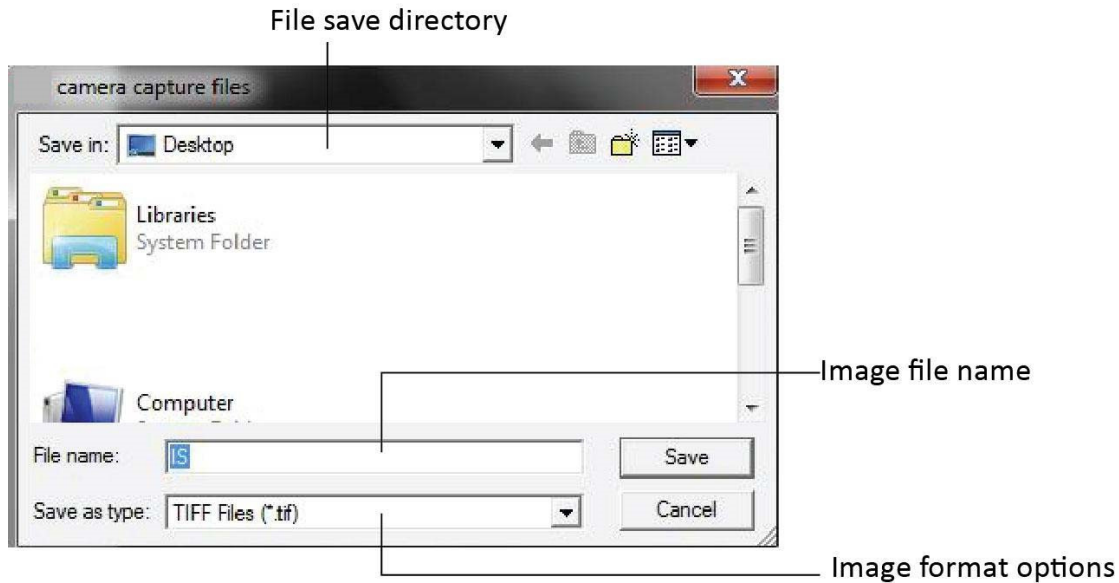 File save directory
camera capture files
Save in: Desktop
Libraries
System Folder
Image file name
Computer
File name: IS
Save
Save as type: TIFF Files (*.tif)
Cancel
Image format options